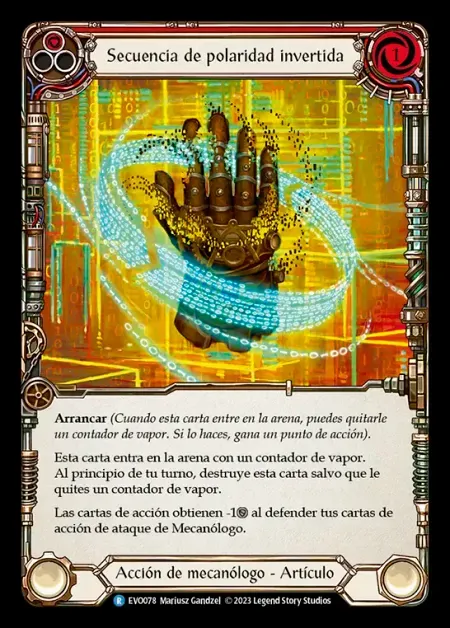 Secuencia de polaridad invertida
1
Arrancar (Cuando esta carta entre en la arena, puedes quitarle
un contador de vapor. Si lo haces, gana un punto de acción).
Esta carta entra en la arena con un contador de vapor.
Al principio de tu turno, destruye esta carta salvo que le
quites un contador de vapor.
Las cartas de acción obtienen -1 al defender tus cartas de
acción de ataque de Mecanólogo.
Acción de mecanólogo - Artículo
R EVO078 Mariusz Gandzel © 2023 Legend Story Studios